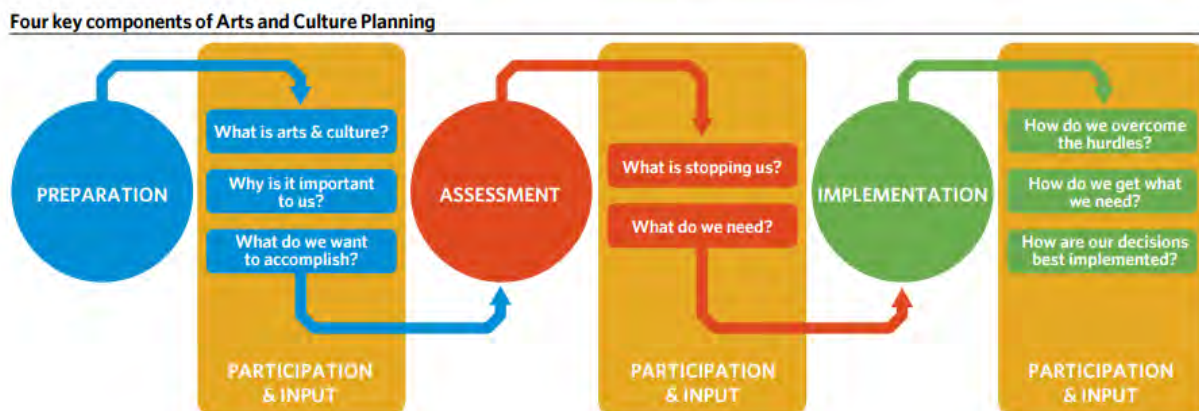 Four key components of Arts and Culture Planning
PREPARATION
What is arts & culture?
Why is it important
to us?
What do we want
to accomplish?
PARTICIPATION
& INPUT
ASSESSMENT
What is stopping us?
What do we need?
PARTICIPATION
& INPUT
IMPLEMENTATION
How do we overcome
the hurdles?
How do we get what
we need?
How are our decisions
best implemented?
PARTICIPATION
& INPUT